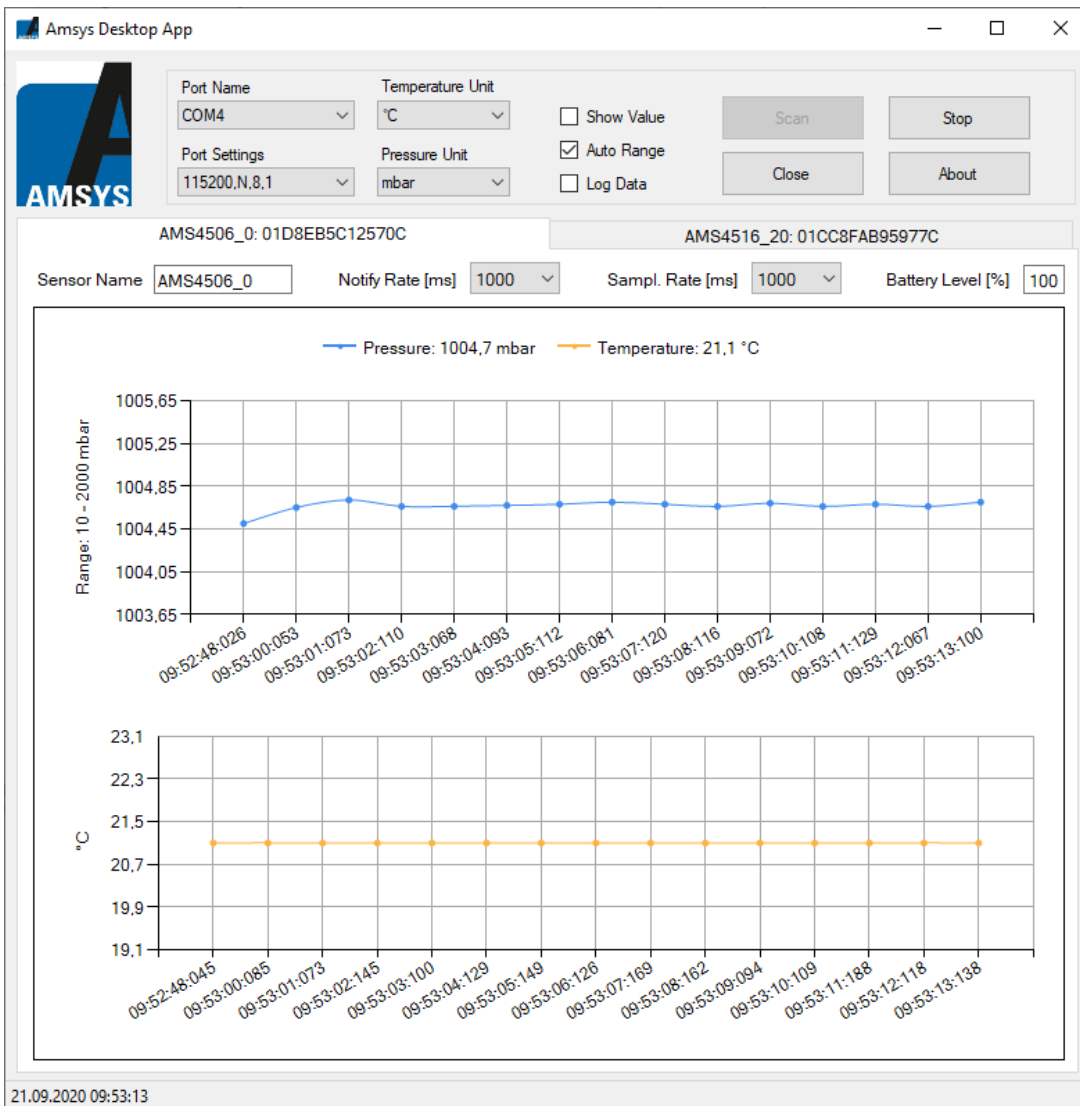 Amsys Desktop App
AMSYS
Port Name
Temperature Unit
COM4
°C
Port Settings
Pressure Unit
115200,N,8,1
mbar
Show Value
Auto Range
Log Data
Scan
Stop
Close
About
AMS4506_0: 01D8EB5C12570C
AMS4516_20: 01CC8FAB95977C
Sensor Name AMS4506_0 Notify Rate [ms] 1000 Sampl. Rate [ms] 1000 Battery Level [%] 100
Pressure: 1004,7 mbar Temperature: 21,1 °C
Range: 10 - 2000 mbar
1005,65
1005,25
1004,85
1004,45
1004,05
1003,65
09:52:48:026
09:53:00:053
09:53:01:073
09:53:02:110
09:53:03:068
09:53:04:093
09:53:05:112
09:53:06:081
09:53:07:120
09:53:08:116
09:53:09:072
09:53:10:108
09:53:11:129
09:53:12:067
09:53:13:100
°C
23,1
22,3
21,5
20,7
19,9
19,1
09:52:48:045
09:53:00:085
09:53:01:073
09:53:02:145
09:53:03:100
09:53:04:129
09:53:05:149
09:53:06:126
09:53:07:169
09:53:08:162
09:53:09:094
09:53:10:109
09:53:11:188
09:53:12:118
09:53:13:138
21.09.2020 09:53:13